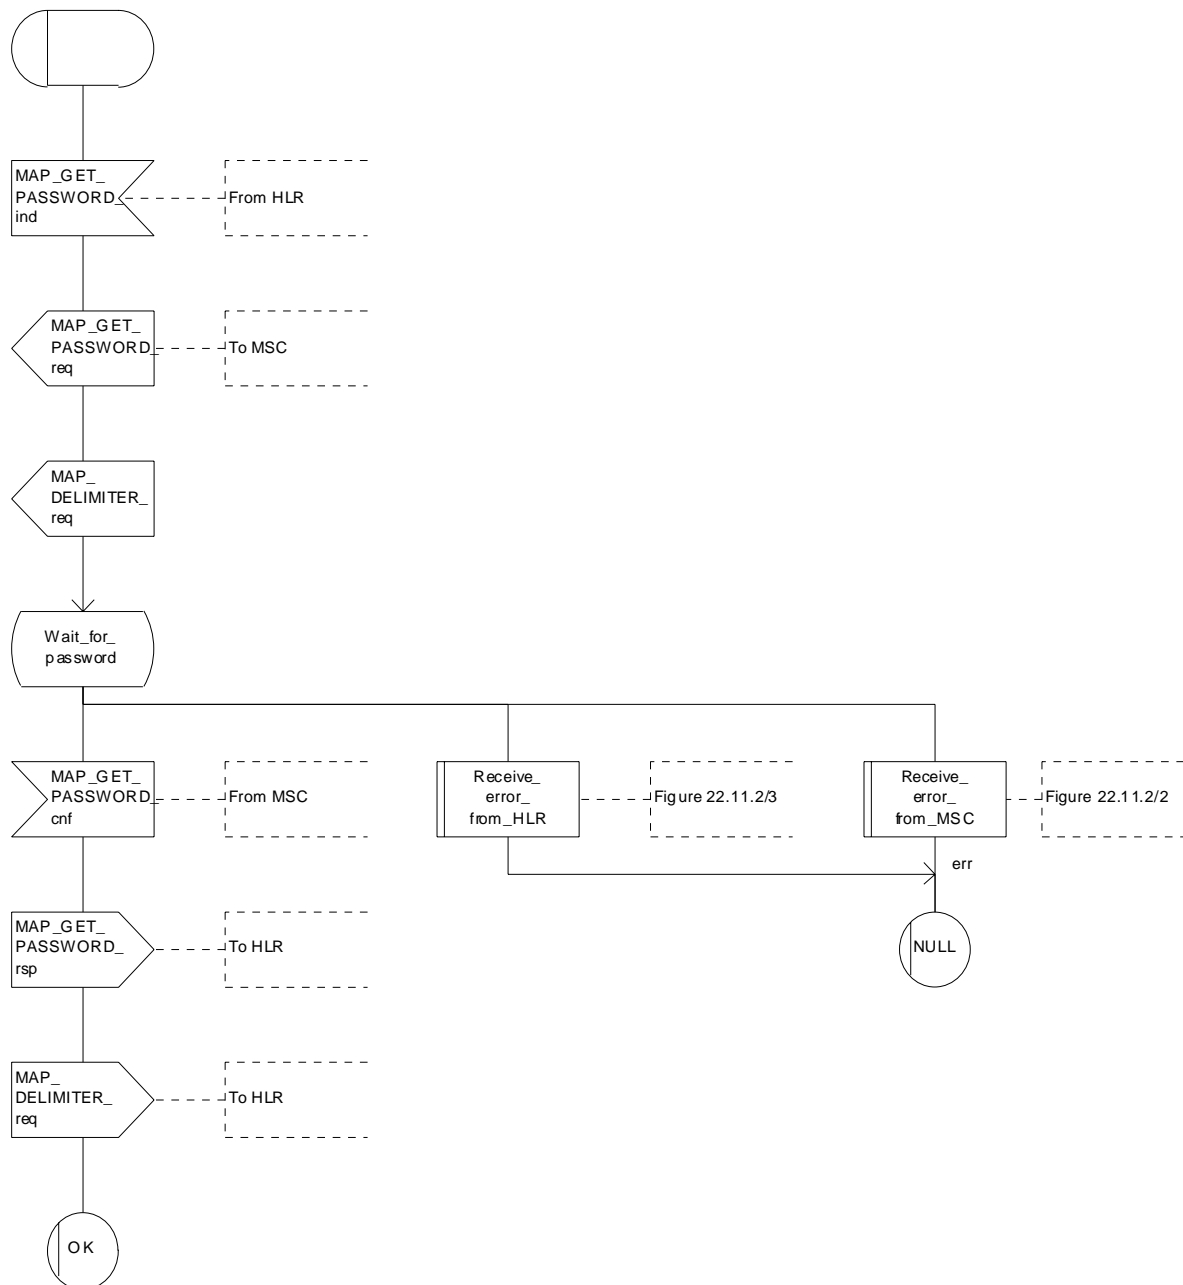 MAP_GET_
PASSWORD_
ind
From HLR
MAP_GET_
PASSWORD_
req
To MSC
MAP_
DELIMITER_
req
Wait_for_
password
MAP_GET_
PASSWORD_
cnf
From MSC
Receive_
error_
from_HLR
Figure 22.11.2/3
Receive_
error_
from_MSC
Figure 22.11.2/2
err
MAP_GET_
PASSWORD_
rsp
To HLR
NULL
MAP_
DELIMITER_
req
To HLR
OK